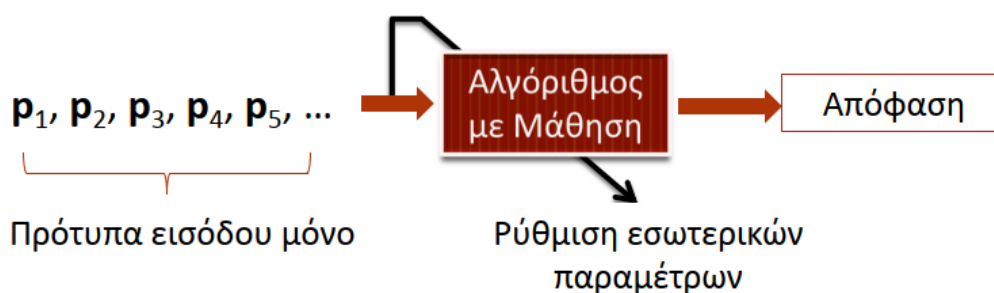 Αλγόριθμος
με Μάθηση
p₁, p₂, p₃, p₄, p₅, ...
Απόφαση
Πρότυπα εισόδου μόνο
Ρύθμιση εσωτερικών
παραμέτρων